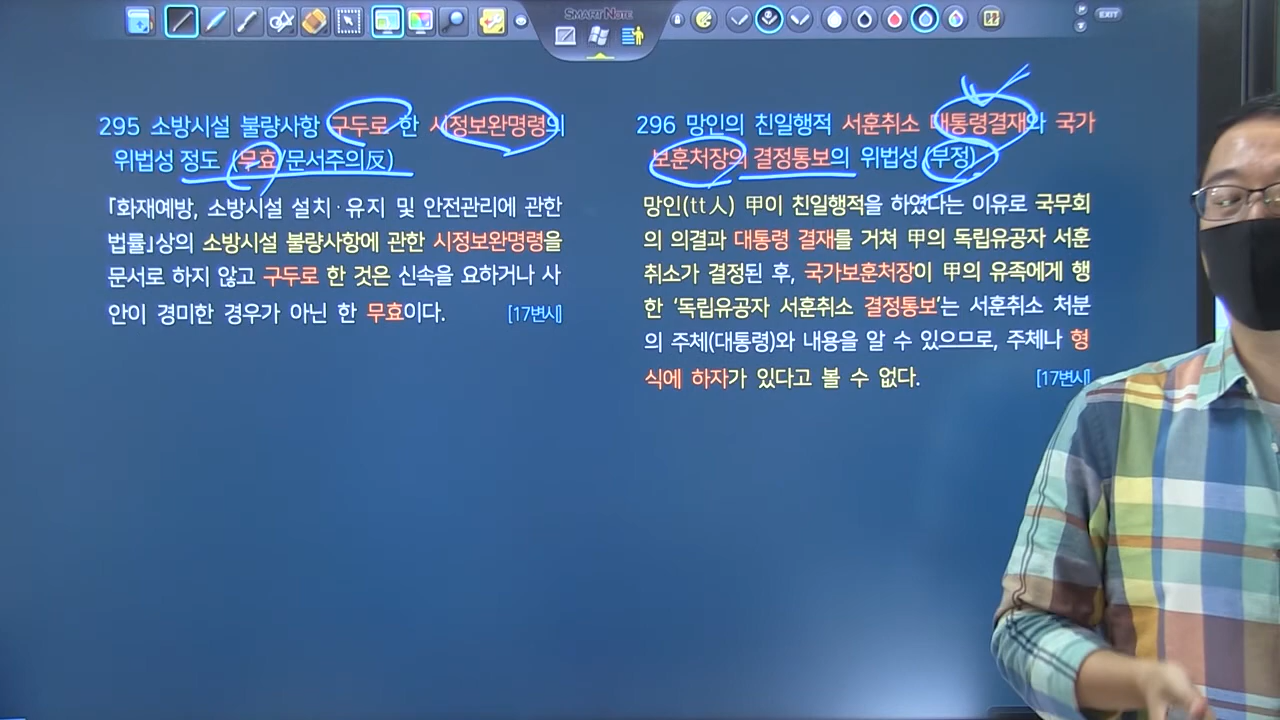 SMARTNOTE
EXIT
295 소방시설 불량사항 구두로 한 시정보완명령의
위법성 정도 (무효/문서주의反)
「화재예방, 소방시설 설치·유지 및 안전관리에 관한
법률」상의 소방시설 불량사항에 관한 시정보완명령을
문서로 하지 않고 구두로 한 것은 신속을 요하거나 사
안이 경미한 경우가 아닌 한 무효이다. [17변시]
296 망인의 친일행적 서훈취소 대통령결재와 국가
보훈처장의 결정통보의 위법성 (부정)
망인(tt人) 甲이 친일행적을 하였다는 이유로 국무회
의 의결과 대통령 결재를 거쳐 甲의 독립유공자 서훈
취소가 결정된 후, 국가보훈처장이 甲의 유족에게 행
한 '독립유공자 서훈취소 결정통보'는 서훈취소 처분
의 주체(대통령)와 내용을 알 수 있으므로, 주체나 형
식에 하자가 있다고 볼 수 없다. [17변시]